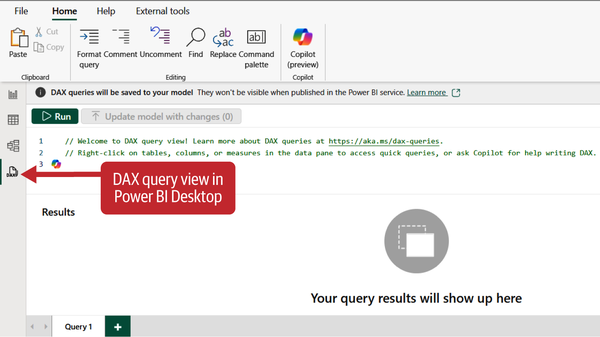 File Home Help External tools
Paste Cut Copy
Format query Comment Uncomment Find Replace Command palette Copilot (preview)
Clipboard Editing Copilot
DAX queries will be saved to your model They won't be visible when published in the Power BI service. Learn more
Run Update model with changes (0)
1 // Welcome to DAX query view! Learn more about DAX queries at https://aka.ms/dax-queries.
2 // Right-click on tables, columns, or measures in the data pane to access quick queries, or ask Copilot for help writing DAX.
3
DAX
DAX query view in
Power BI Desktop
Results
Your query results will show up here
Query 1 +